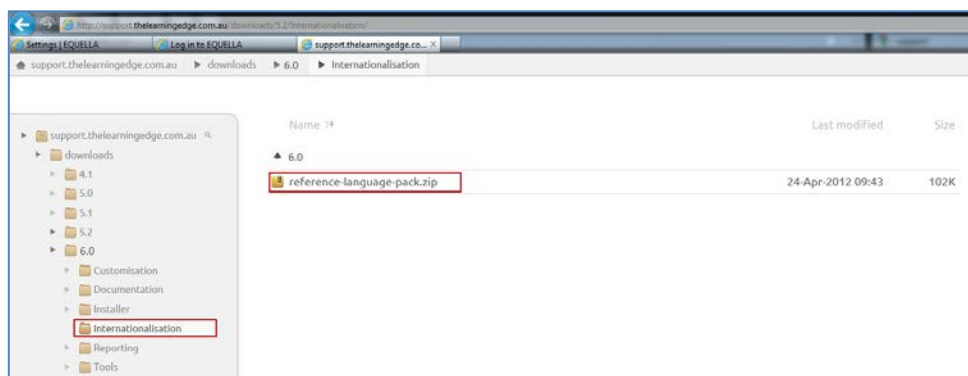 http://support.thelearningedge.com.au/downloads/5.2/Internationalisation/
Settings | EQUELLA
Log in to EQUELLA
support.thelearningedge.co... X
support.thelearningedge.com.au
downloads
6.0
Internationalisation
Name
Last modified
Size
support.thelearningedge.com.au
downloads
4.1
5.0
5.1
5.2
6.0
Customisation
Documentation
Installer
Internationalisation
Reporting
Tools
6.0
reference-language-pack.zip
24-Apr-2012 09:43
102K